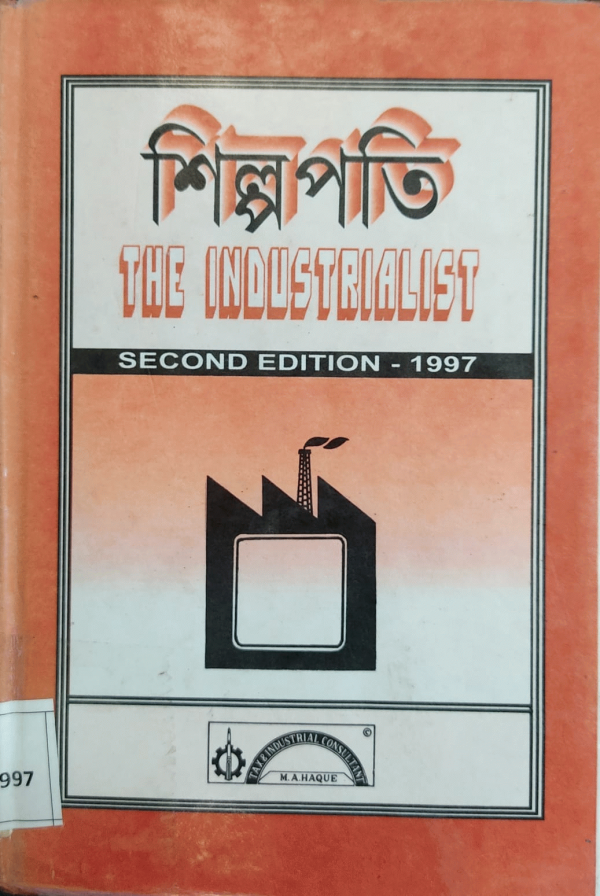 শিল্পপতি
THE INDUSTRIALIST
SECOND EDITION - 1997
©
TAX & INDUSTRIAL CONSULTANT
M.A.HAQUE
997